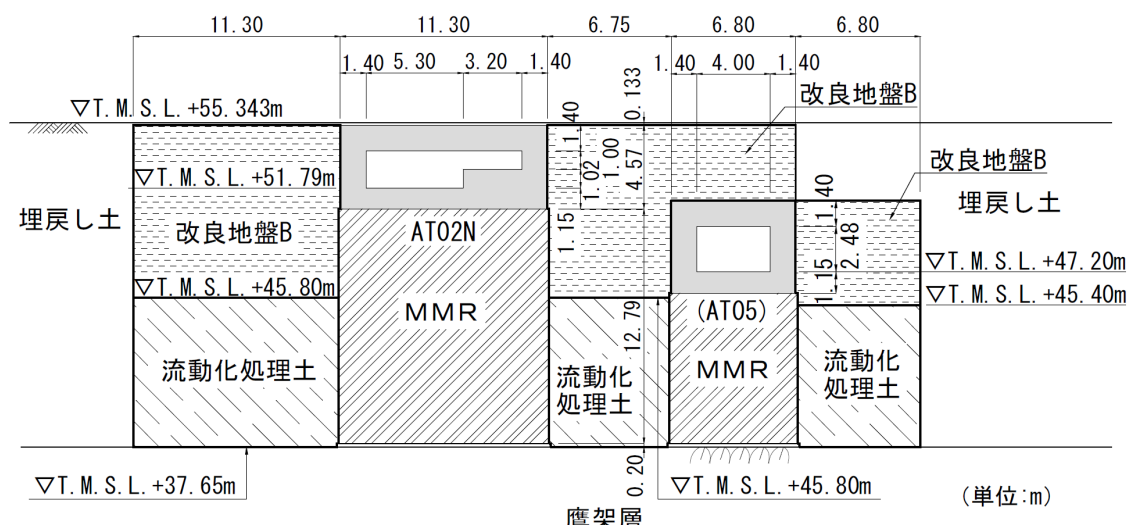 11.30 11.30 6.75 6.80 6.80
1.40 5.30 3.20 1.40 1.40 4.00 1.40
0.133
▽T.M.S.L.+55.343m
改良地盤B
1.40
1.00
1.02
4.57
改良地盤B
▽T.M.S.L.+51.79m
1.40
埋戻し土
埋戻し土
改良地盤B
AT02N
1.15
2.48
▽T.M.S.L.+47.20m
▽T.M.S.L.+45.80m
1.15
▽T.M.S.L.+45.40m
MMR
12.79
(AT05)
流動化処理土
流動化
処理土
MMR
流動化
処理土
0.20
▽T.M.S.L.+37.65m
▽T.M.S.L.+45.80m
(単位:m)
鷹架層